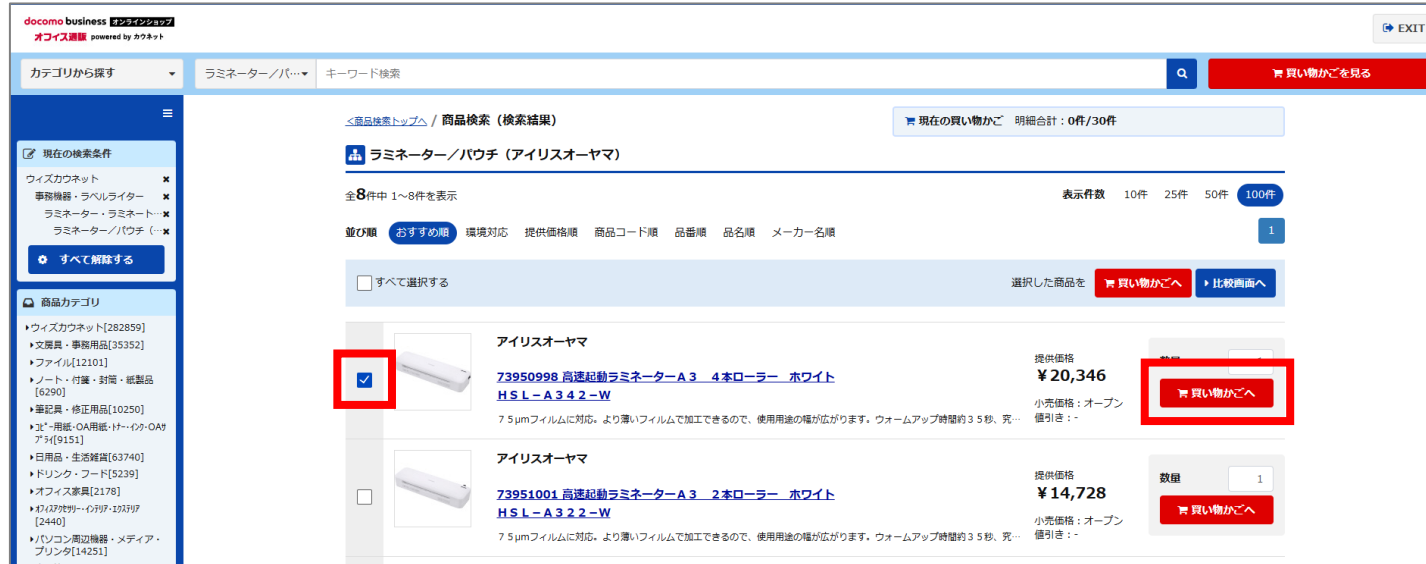 docomo business オンラインショップ
オフィス通販 powered by カウネット
EXIT
カテゴリから探す
ラミネーター／パ…
キーワード検索
買い物かごを見る
現在の検索条件
ウィズカウネット
事務機器・ラベルライター
ラミネーター・ラミネート…
ラミネーター／パウチ（…
すべて解除する
商品カテゴリ
ウィズカウネット[282859]
文房具・事務用品[35352]
ファイル[12101]
ノート・付箋・封筒・紙製品
[6290]
筆記具・修正用品[10250]
ｺﾋﾟｰ用紙・OA用紙・ﾄﾅｰ・ｲﾝｸ・OAｻ
ﾌﾟﾗｲ[9151]
日用品・生活雑貨[63740]
ドリンク・フード[5239]
オフィス家具[2178]
ｵﾌｨｽｱｸｾｻﾘｰ・ｲﾝﾃﾘｱ・ｴｸｽﾃﾘｱ
[2440]
パソコン周辺機器・メディア・
プリンタ[14251]
<商品検索トップへ / 商品検索（検索結果）
現在の買い物かご 明細合計：0件/30件
ラミネーター／パウチ（アイリスオーヤマ）
全8件中 1～8件を表示
表示件数 10件 25件 50件 100件
並び順 おすすめ順 環境対応 提供価格順 商品コード順 品番順 品名順 メーカー名順
1
すべて選択する
選択した商品を 買い物かごへ 比較画面へ
アイリスオーヤマ
73950998 高速起動ラミネーターＡ３ ４本ローラー ホワイト
ＨＳＬ－Ａ３４２－Ｗ
７５μmフィルムに対応。より薄いフィルムで加工できるので、使用用途の幅が広がります。ウォームアップ時間約３５秒、究…
提供価格
￥20,346
小売価格：オープン
値引き：-
買い物かごへ
アイリスオーヤマ
73951001 高速起動ラミネーターＡ３ ２本ローラー ホワイト
ＨＳＬ－Ａ３２２－Ｗ
７５μmフィルムに対応。より薄いフィルムで加工できるので、使用用途の幅が広がります。ウォームアップ時間約３５秒、究…
提供価格
￥14,728
小売価格：オープン
値引き：-
数量 1
買い物かごへ